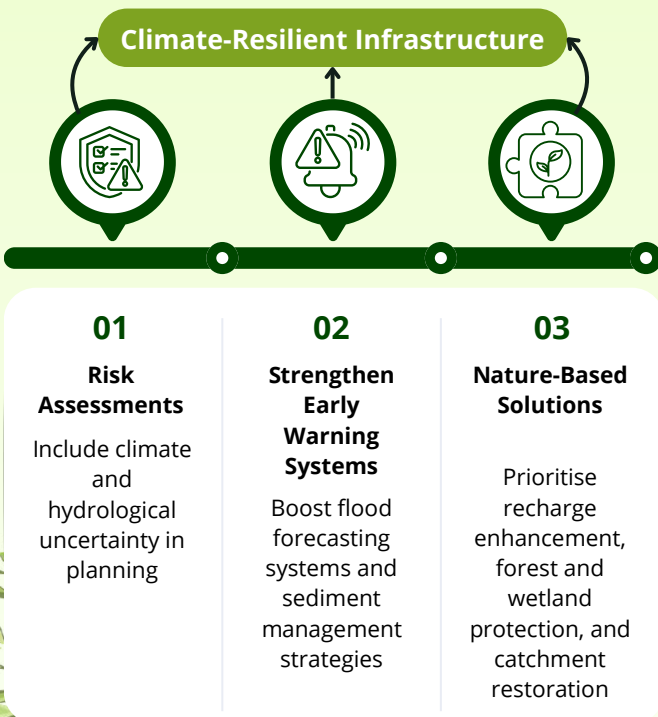 Climate-Resilient Infrastructure
01
Risk
Assessments
Include climate
and
hydrological
uncertainty in
planning
02
Strengthen
Early
Warning
Systems
Boost flood
forecasting
systems and
sediment
management
strategies
03
Nature-Based
Solutions
Prioritise
recharge
enhancement,
forest and
wetland
protection, and
catchment
restoration